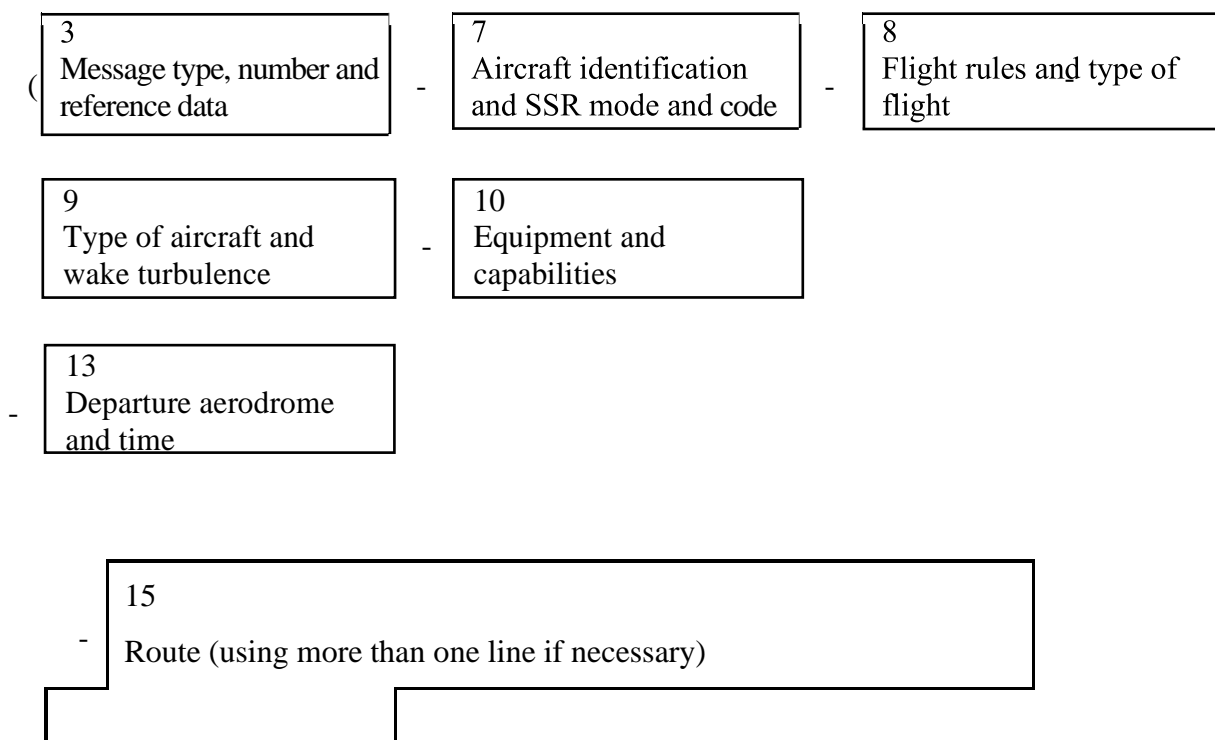 3
Message type, number and
reference data
(
-
7
Aircraft identification
and SSR mode and code
-
8
Flight rules and type of
flight
9
Type of aircraft and
wake turbulence
-
10
Equipment and
capabilities
-
13
Departure aerodrome
and time
-
15
Route (using more than one line if necessary)